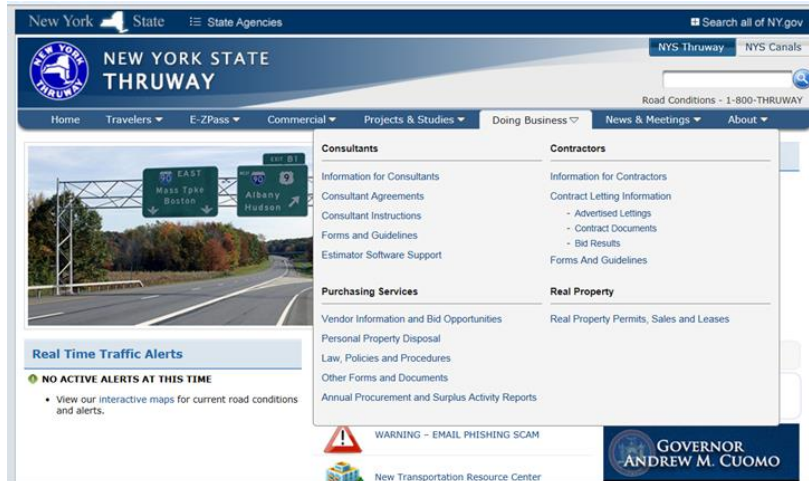 New York State
State Agencies
Search all of NY.gov
NEW YORK STATE
THRUWAY
NEW YORK
THRUWAY
NYS Thruway
NYS Canals
Road Conditions - 1-800-THRUWAY
Home
Travelers
E-ZPass
Commercial
Projects & Studies
Doing Business
News & Meetings
About
EXIT B1
90 EAST
Mass Tpke
Boston
90 9
Albany
Hudson
Consultants
Information for Consultants
Consultant Agreements
Consultant Instructions
Forms and Guidelines
Estimator Software Support
Contractors
Information for Contractors
Contract Letting Information
- Advertised Lettings
- Contract Documents
- Bid Results
Forms And Guidelines
Purchasing Services
Vendor Information and Bid Opportunities
Personal Property Disposal
Law, Policies and Procedures
Other Forms and Documents
Annual Procurement and Surplus Activity Reports
Real Property
Real Property Permits, Sales and Leases
Real Time Traffic Alerts
NO ACTIVE ALERTS AT THIS TIME
• View our interactive maps for current road conditions
and alerts.
WARNING – EMAIL PHISHING SCAM
New Transportation Resource Center
GOVERNOR
ANDREW M. CUOMO